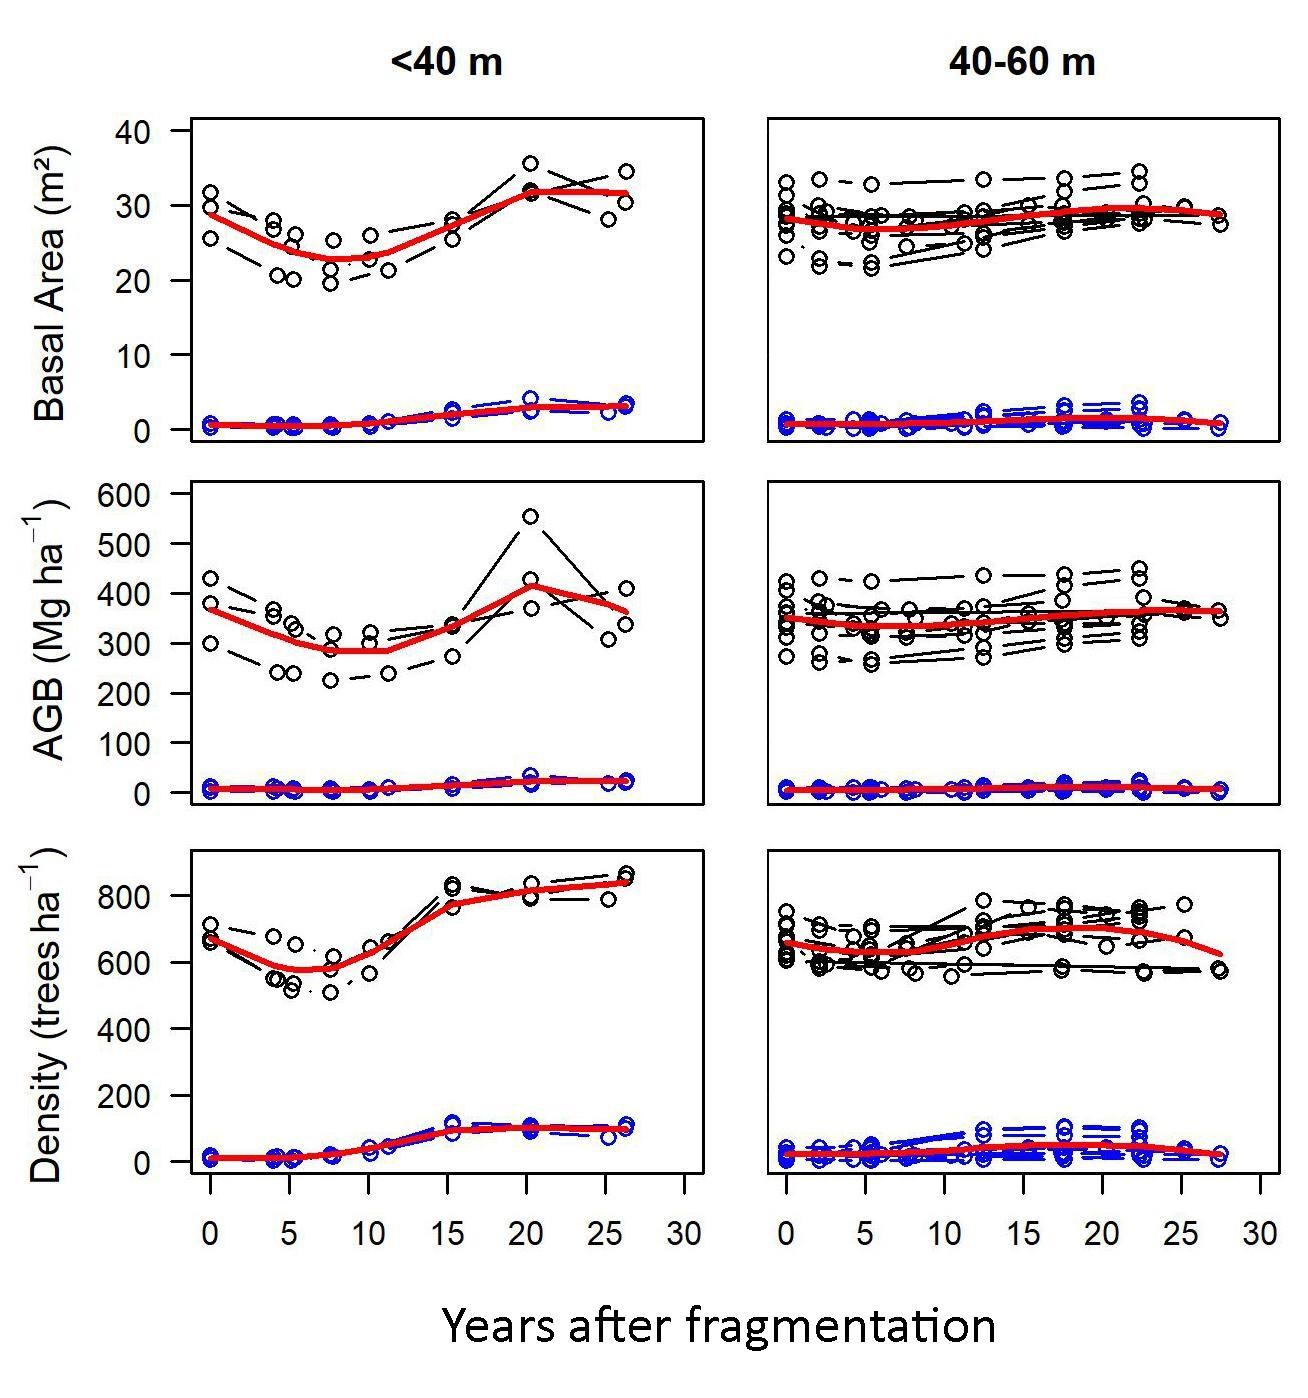 <40 m
40-60 m
Basal Area (m²)
40
30
20
10
0
AGB (Mg ha⁻¹)
600
500
400
300
200
100
0
Density (trees ha⁻¹)
800
600
400
200
0
0 5 10 15 20 25 30
0 5 10 15 20 25 30
Years after fragmentation